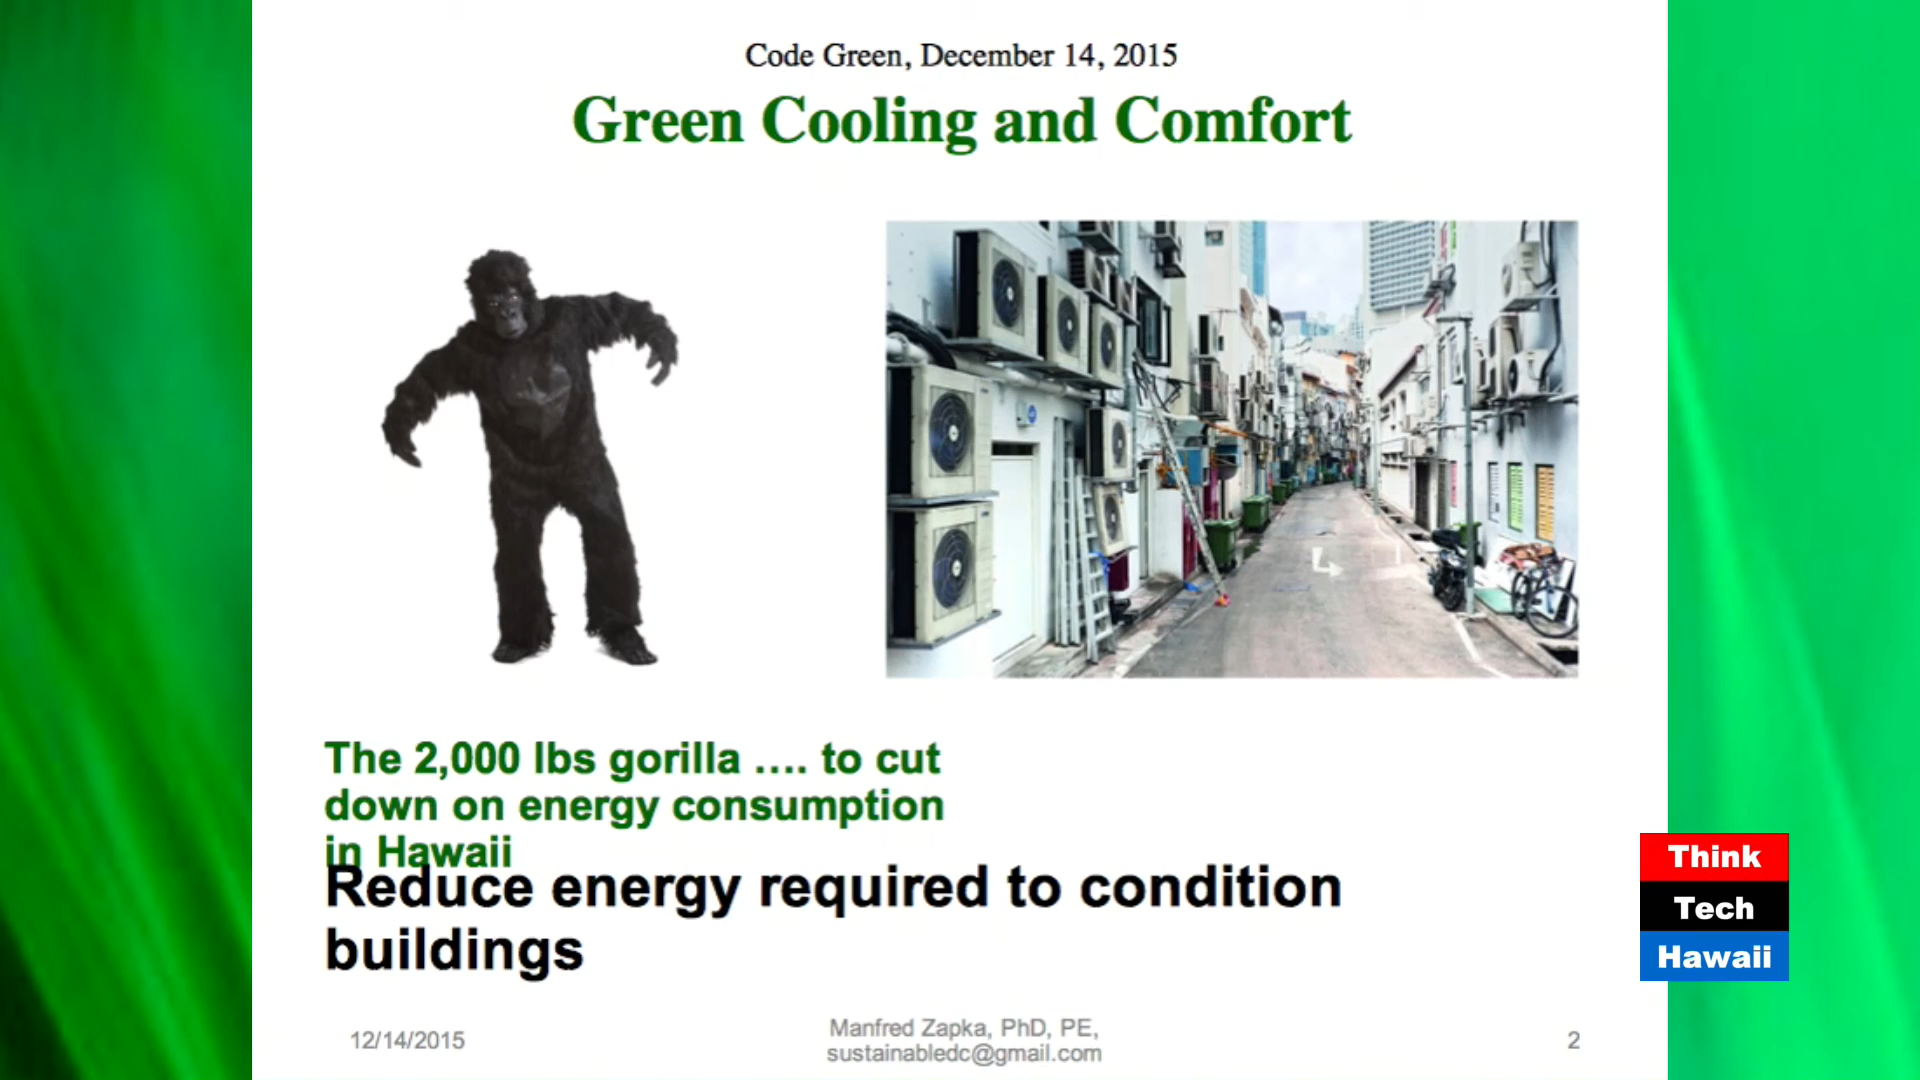 Code Green, December 14, 2015
Green Cooling and Comfort
The 2,000 lbs gorilla .... to cut
down on energy consumption
in Hawaii
Reduce energy required to condition
buildings
Think
Tech
Hawaii
12/14/2015
Manfred Zapka, PhD, PE,
sustainabledc@gmail.com
2